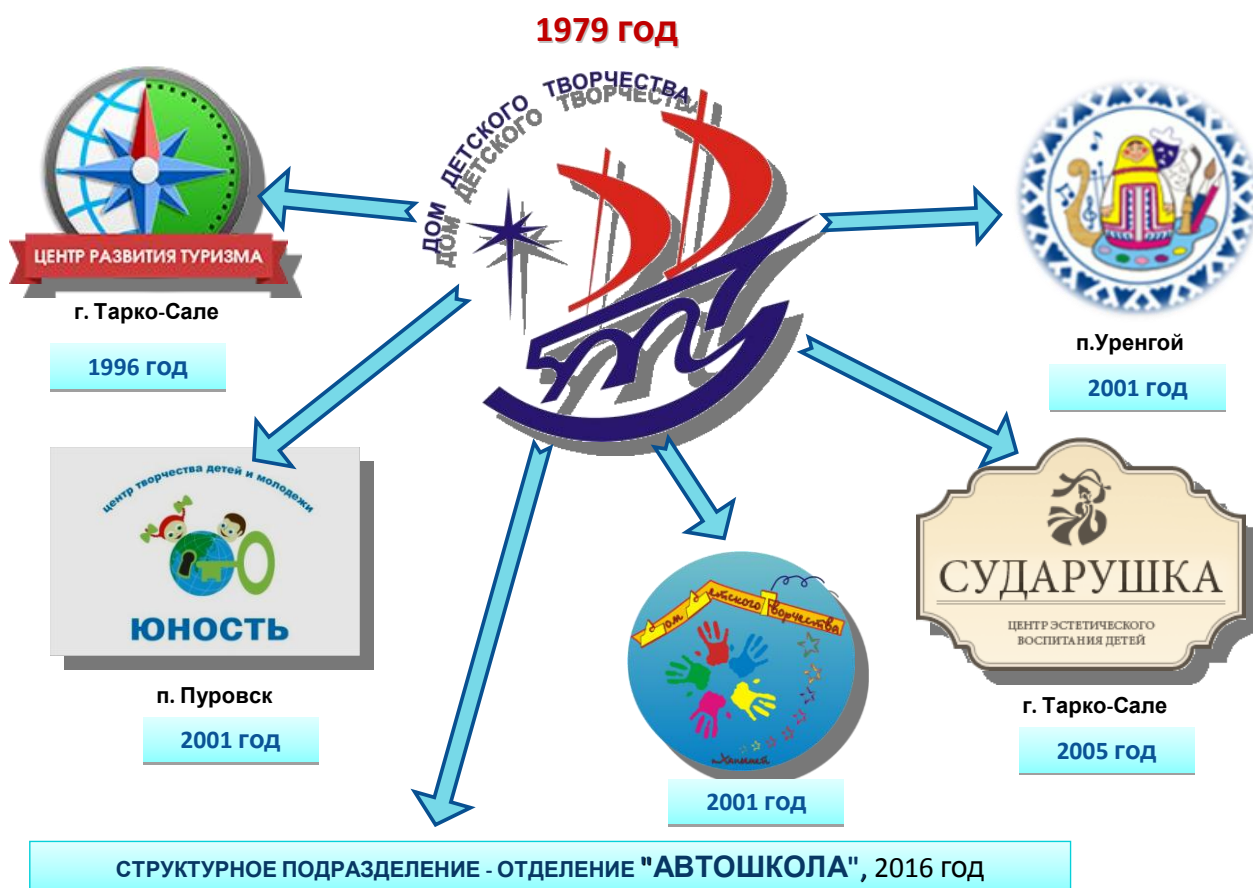 1979 год
ДОМ ДЕТСКОГО ТВОРЧЕСТВА
ЦЕНТР РАЗВИТИЯ ТУРИЗМА
г. Тарко-Сале
1996 год
п.Уренгой
2001 год
центр творчества детей и молодежи
ЮНОСТЬ
п. Пуровск
2001 год
Дом Детского Творчества
п.Ханымей
2001 год
СУДАРУШКА
ЦЕНТР ЭСТЕТИЧЕСКОГО
ВОСПИТАНИЯ ДЕТЕЙ
г. Тарко-Сале
2005 год
СТРУКТУРНОЕ ПОДРАЗДЕЛЕНИЕ - ОТДЕЛЕНИЕ "АВТОШКОЛА", 2016 год